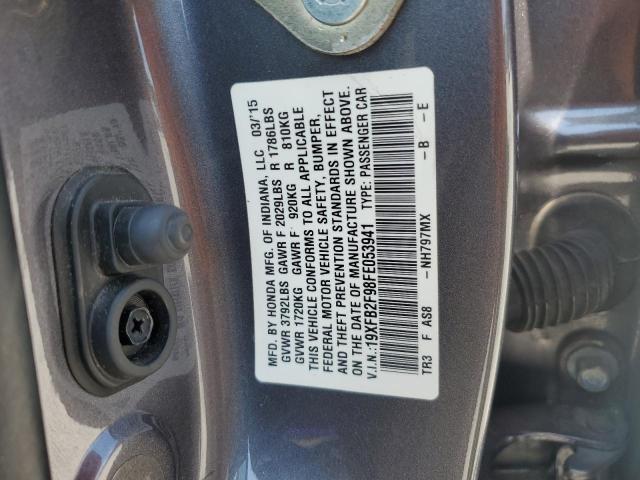 MFD. BY HONDA MFG. OF INDIANA, LLC 03/'15
GVWR 3792LBS GAWR F 2029LBS R 1786LBS
GVWR 1720KG GAWR F 920KG R 810KG
THIS VEHICLE CONFORMS TO ALL APPLICABLE
FEDERAL MOTOR VEHICLE SAFETY, BUMPER,
AND THEFT PREVENTION STANDARDS IN EFFECT
ON THE DATE OF MANUFACTURE SHOWN ABOVE.
V.I.N.: 19XFB2F98FE053941 TYPE: PASSENGER CAR
TR3 F AS8 -NH797MX -B -E